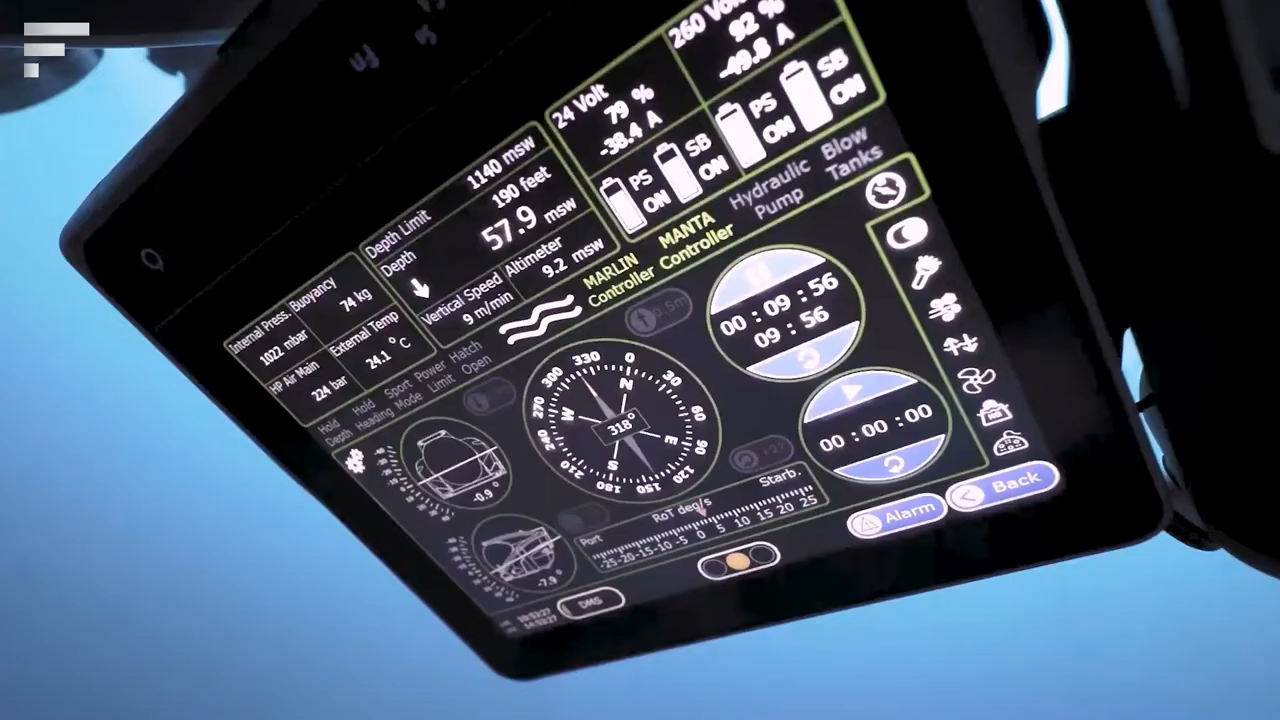 Internal Press.
1022 mbar
Buoyancy
74 kg
HP Air Main
224 bar
External Temp
24.1 °C
Depth Limit
1140 msw
Depth
190 feet
57.9 msw
Vertical Speed
9 m/min
Altimeter
9.2 msw
24 Volt
79 %
-38.4 A
PS
ON
SB
ON
260 Volt
92 %
-49.8 A
PS
ON
SB
ON
Hold
Depth
Hold
Heading
Sport
Mode
Power
Limit
Hatch
Open
MARLIN
Controller
MANTA
Controller
Hydraulic
Pump
Blow
Tanks
0.5m
00 : 09 : 56
09 : 56
00 : 00 : 00
330 0 30 60 90 120 150 180 210 240 270 300
N
E
S
W
318°
-0.9 °
-7.9 °
RoT deg/s
Port
Starb.
-25 -20 -15 -10 -5 0 5 10 15 20 25
DMS
Alarm
Back